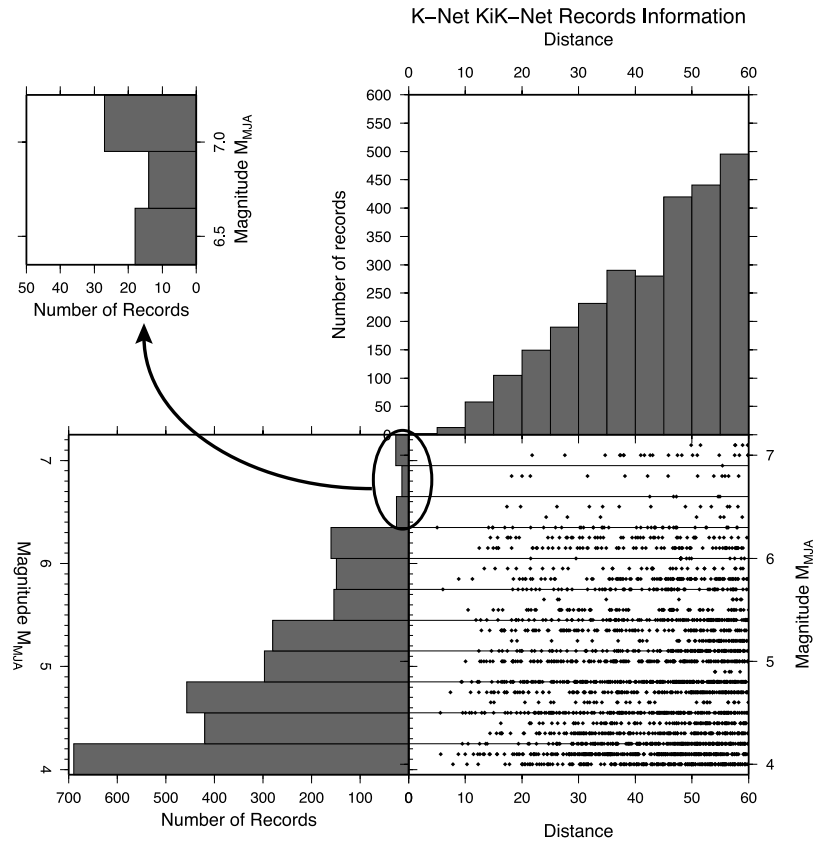 K−Net KiK−Net Records Information
Distance
0 10 20 30 40 50 60
600
550
500
450
400
350
300
250
200
150
100
50
0
Number of records
7.0
6.5
Magnitude MMJA
50 40 30 20 10 0
Number of Records
7
6
5
4
Magnitude MMJA
700 600 500 400 300 200 100 0
Number of Records
7
6
5
4
Magnitude MMJA
0 10 20 30 40 50 60
Distance